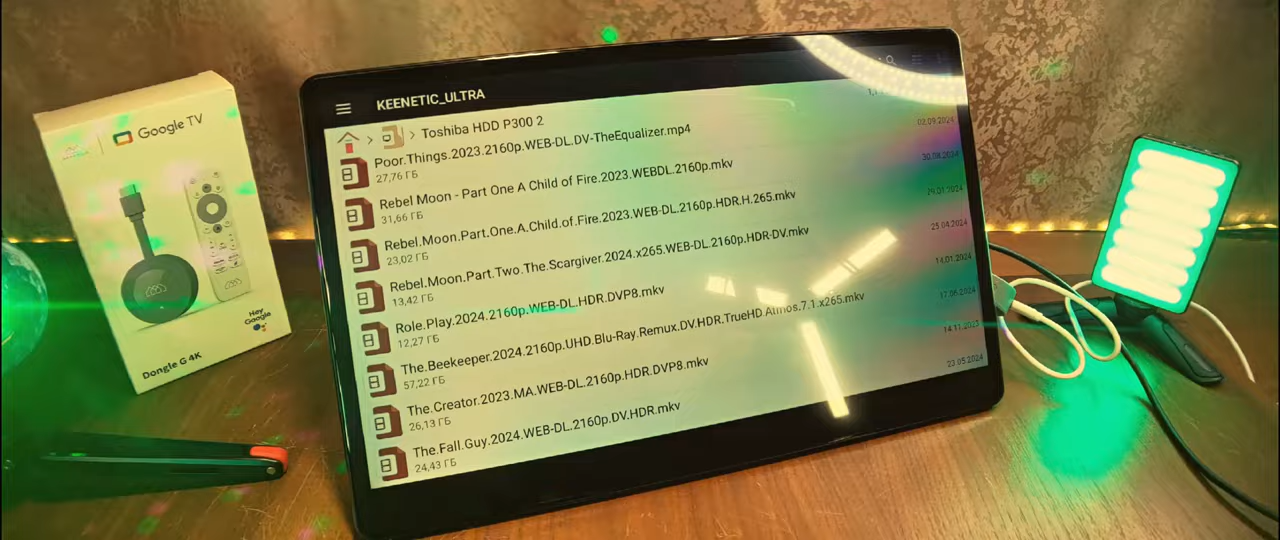 Google TV
Hey Google
Dongle G 4K
KEENETIC_ULTRA
Toshiba HDD P300 2
Poor.Things.2023.2160p.WEB-DL.DV-TheEqualizer.mp4
27,76 ГБ 02.09.2024
Rebel Moon - Part One A Child of Fire.2023.WEBDL.2160p.mkv
31,66 ГБ 30.08.2024
Rebel.Moon.Part.One.A.Child.of.Fire.2023.WEB-DL.2160p.HDR.H.265.mkv
23,02 ГБ 29.01.2024
Rebel.Moon.Part.Two.The.Scargiver.2024.x265.WEB-DL.2160p.HDR-DV.mkv
13,42 ГБ 25.04.2024
Role.Play.2024.2160p.WEB-DL.HDR.DVP8.mkv
12,27 ГБ 14.01.2024
The.Beekeeper.2024.2160p.UHD.Blu-Ray.Remux.DV.HDR.TrueHD.Atmos.7.1.x265.mkv
57,22 ГБ 17.06.2024
The.Creator.2023.MA.WEB-DL.2160p.HDR.DVP8.mkv
26,13 ГБ 14.11.2023
The.Fall.Guy.2024.WEB-DL.2160p.DV.HDR.mkv
24,43 ГБ 23.05.2024